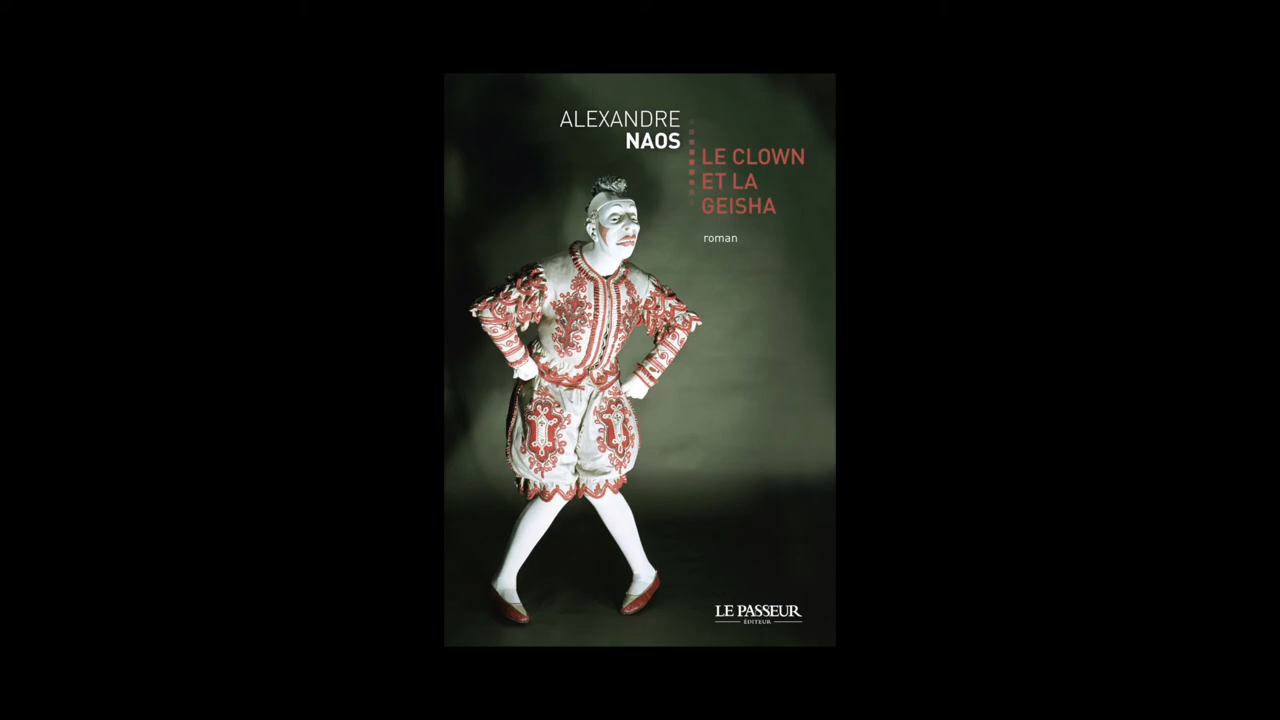 ALEXANDRE
NAOS
LE CLOWN
ET LA
GEISHA
roman
LE PASSEUR
ÉDITEUR